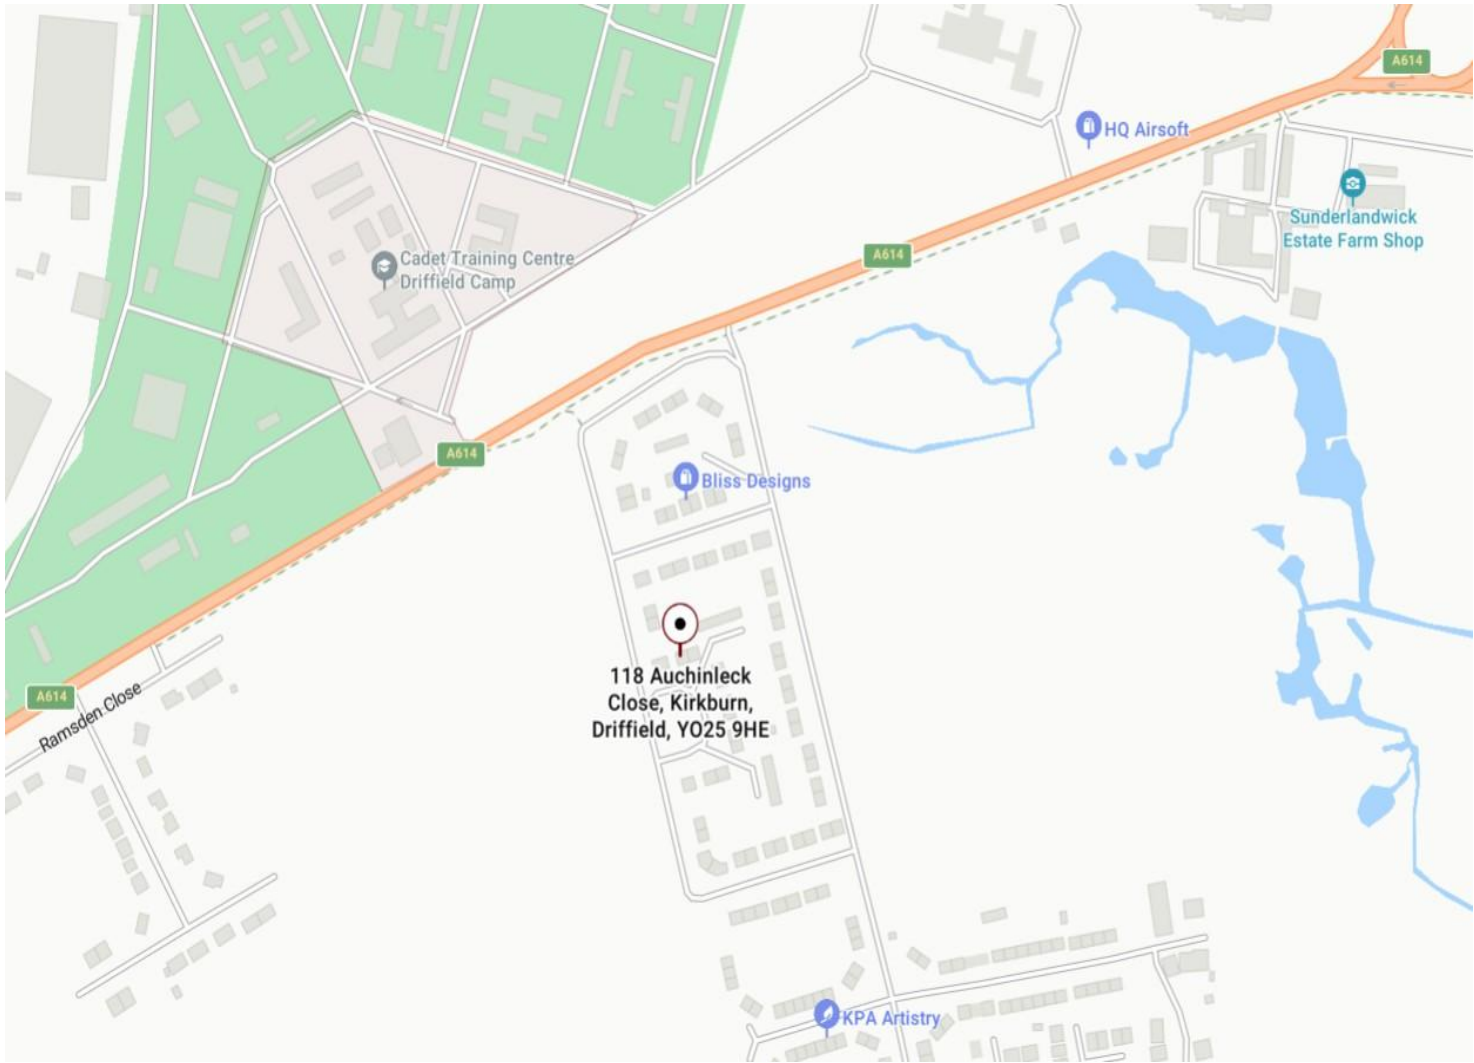 A614
HQ Airsoft
Sunderlandwick
Estate Farm Shop
A614
Cadet Training Centre
Driffield Camp
A614
Bliss Designs
118 Auchinleck
Close, Kirkburn,
Driffield, YO25 9HE
A614
Ramsden Close
KPA Artistry